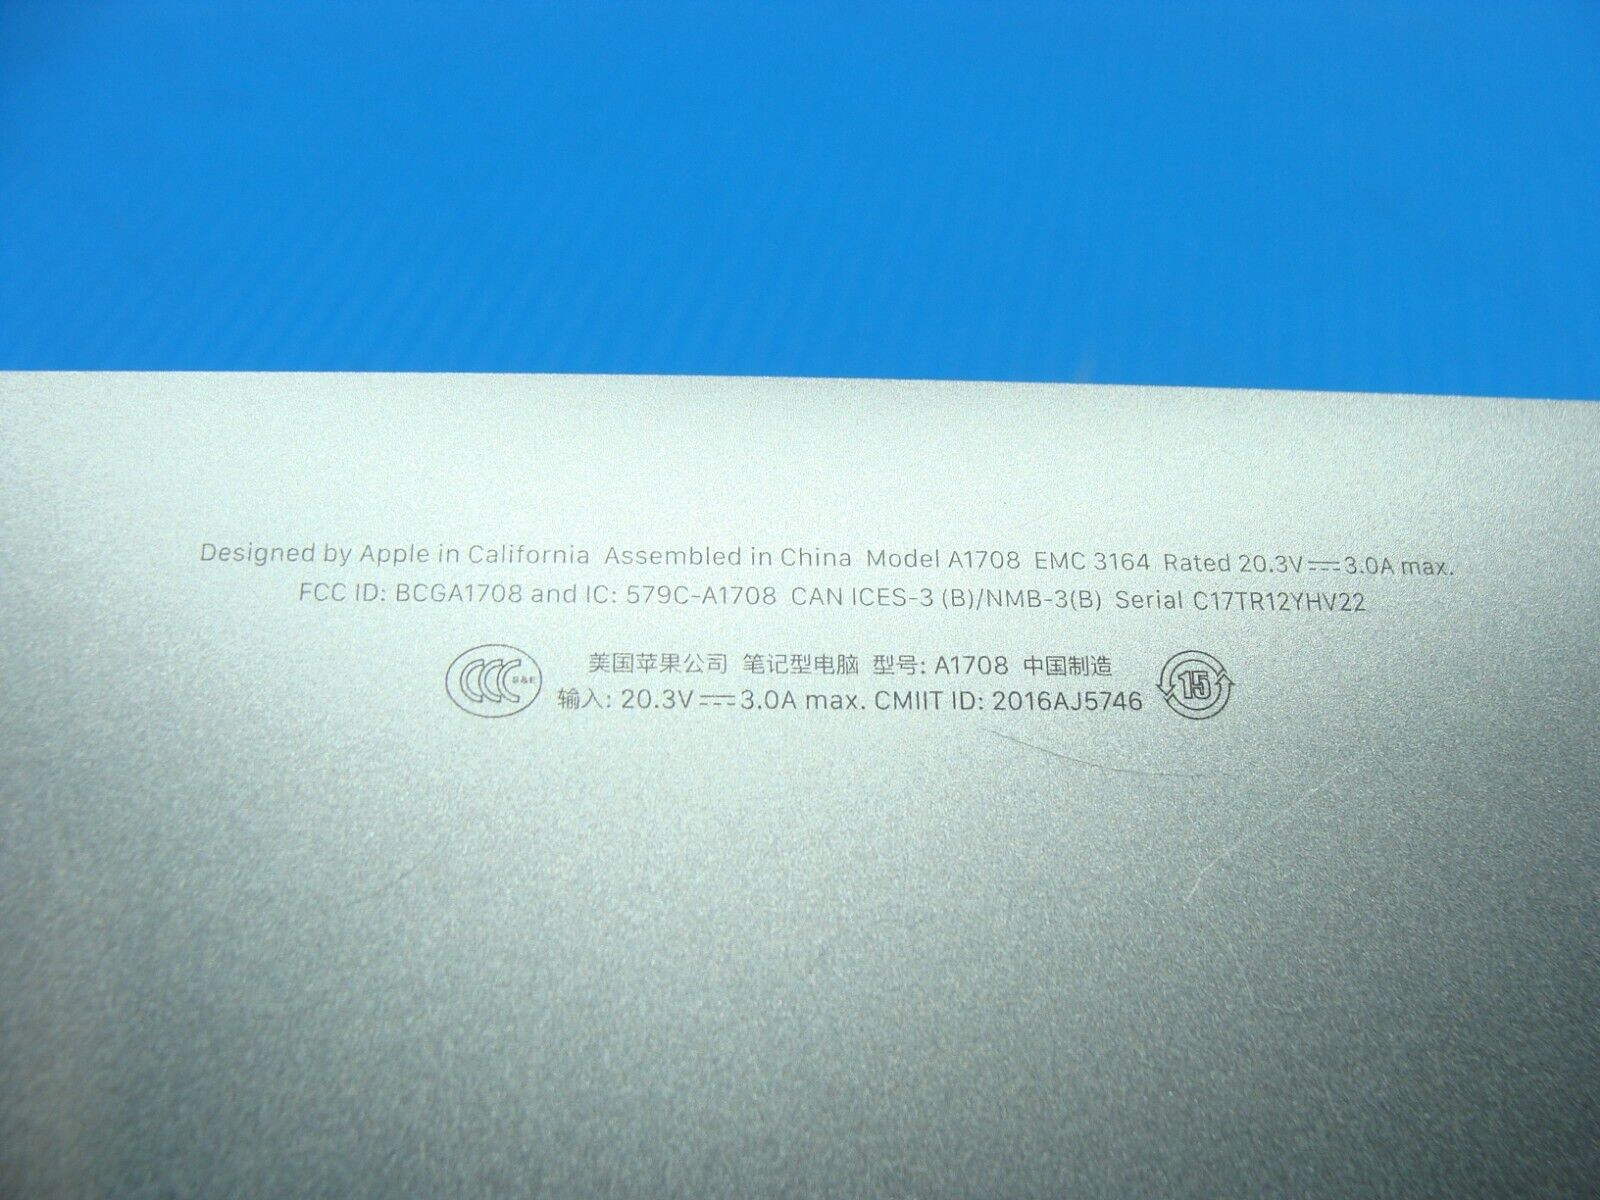 Designed by Apple in California Assembled in China Model A1708 EMC 3164 Rated 20.3V⎓3.0A max.
FCC ID: BCGA1708 and IC: 579C-A1708 CAN ICES-3 (B)/NMB-3(B) Serial C17TR12YHV22
CCC S&E
美国苹果公司 笔记型电脑 型号: A1708 中国制造
输入: 20.3V⎓3.0A max. CMIIT ID: 2016AJ5746
15